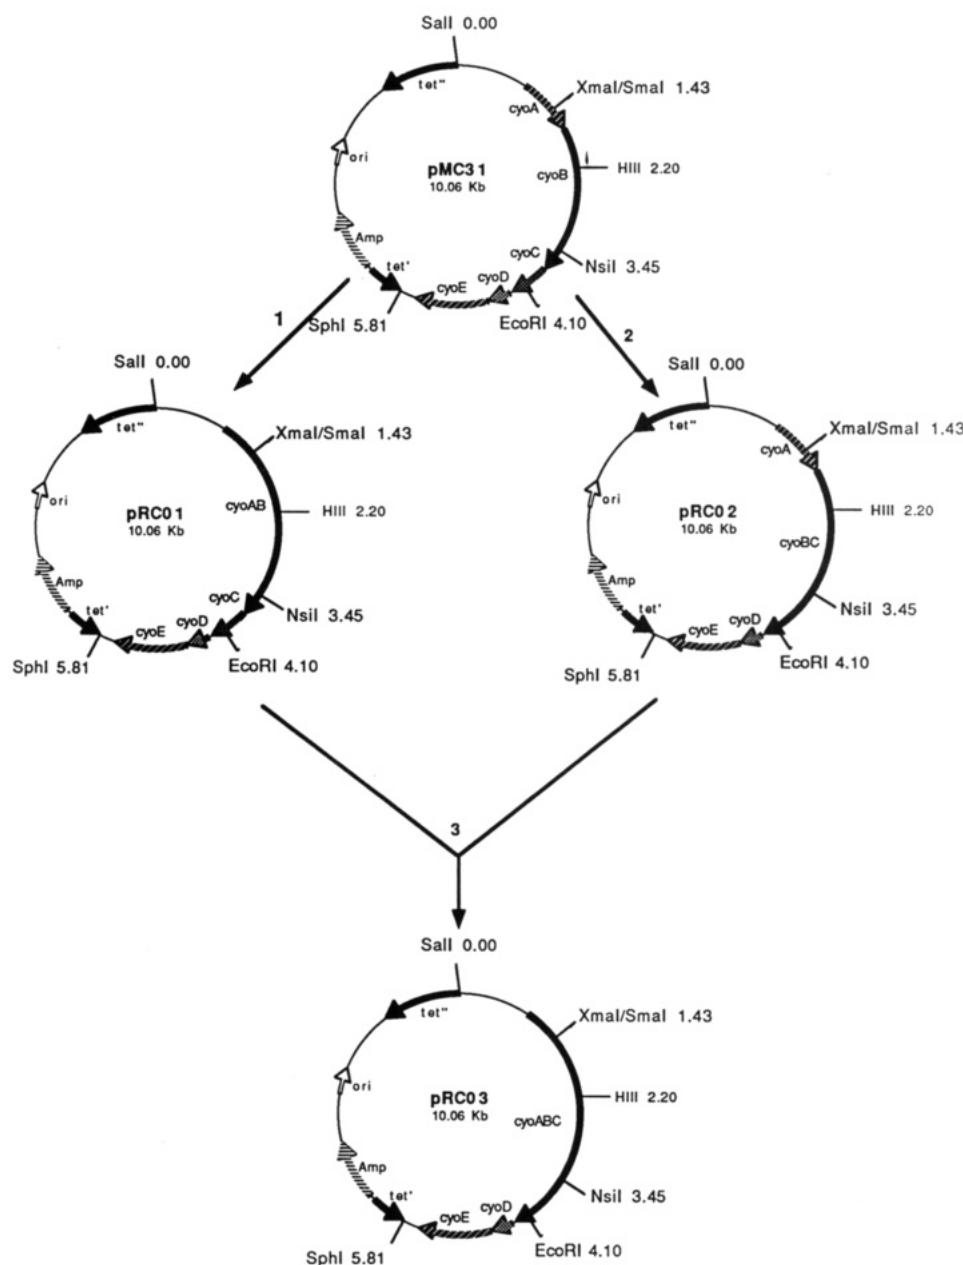 SalI 0.00
tet"
XmaI/SmaI 1.43
cyoA
ori
pMC31
10.06 Kb
cyoB
HIII 2.20
Amp
tet'
cyoC
NsiI 3.45
cyoD
cyoE
EcoRI 4.10
SphI 5.81
1
2
SalI 0.00
tet"
XmaI/SmaI 1.43
ori
pRC01
10.06 Kb
cyoAB
HIII 2.20
Amp
tet'
cyoC
NsiI 3.45
cyoD
cyoE
EcoRI 4.10
SphI 5.81
SalI 0.00
tet"
XmaI/SmaI 1.43
cyoA
ori
pRC02
10.06 Kb
HIII 2.20
cyoBC
Amp
tet'
NsiI 3.45
cyoD
cyoE
EcoRI 4.10
SphI 5.81
3
SalI 0.00
tet"
XmaI/SmaI 1.43
ori
pRC03
10.06 Kb
HIII 2.20
cyoABC
Amp
tet'
NsiI 3.45
cyoD
cyoE
EcoRI 4.10
SphI 5.81